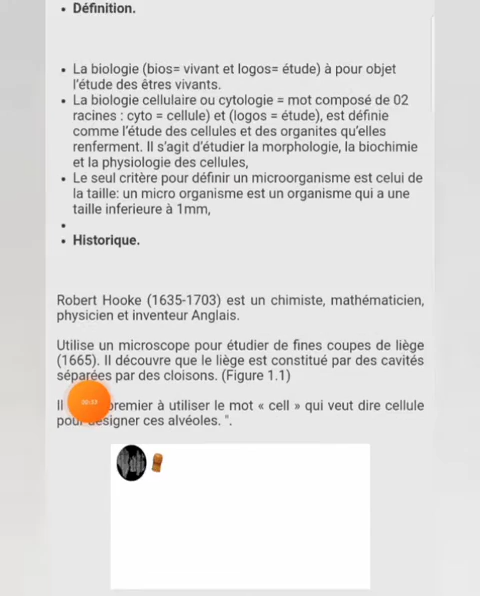 Définition.
La biologie (bios= vivant et logos= étude) à pour objet
l'étude des êtres vivants.
La biologie cellulaire ou cytologie = mot composé de 02
racines : cyto = cellule) et (logos = étude), est définie
comme l'étude des cellules et des organites qu'elles
renferment. Il s'agit d'étudier la morphologie, la biochimie
et la physiologie des cellules,
Le seul critère pour définir un microorganisme est celui de
la taille: un micro organisme est un organisme qui a une
taille inferieure à 1mm,
Historique.
Robert Hooke (1635-1703) est un chimiste, mathématicien,
physicien et inventeur Anglais.
Utilise un microscope pour étudier de fines coupes de liège
(1665). Il découvre que le liège est constitué par des cavités
séparées par des cloisons. (Figure 1.1)
Il premier à utiliser le mot « cell » qui veut dire cellule
pour designer ces alvéoles. ".